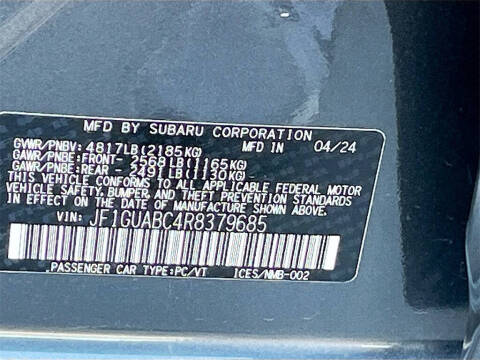 MFD BY SUBARU CORPORATION
GVWR/PNBV: 4817LB(2185KG) MFD IN 04/24
GAWR/PNBE:FRONT- 2568LB(1165KG)
GAWR/PNBE:REAR - 2491LB(1130KG)
THIS VEHICLE CONFORMS TO ALL APPLICABLE FEDERAL MOTOR
VEHICLE SAFETY, BUMPER, AND THEFT PREVENTION STANDARDS
IN EFFECT ON THE DATE OF MANUFACTURE SHOWN ABOVE.
VIN: JF1GUABC4R8379685
PASSENGER CAR TYPE:PC/VT ICES/NMB-002